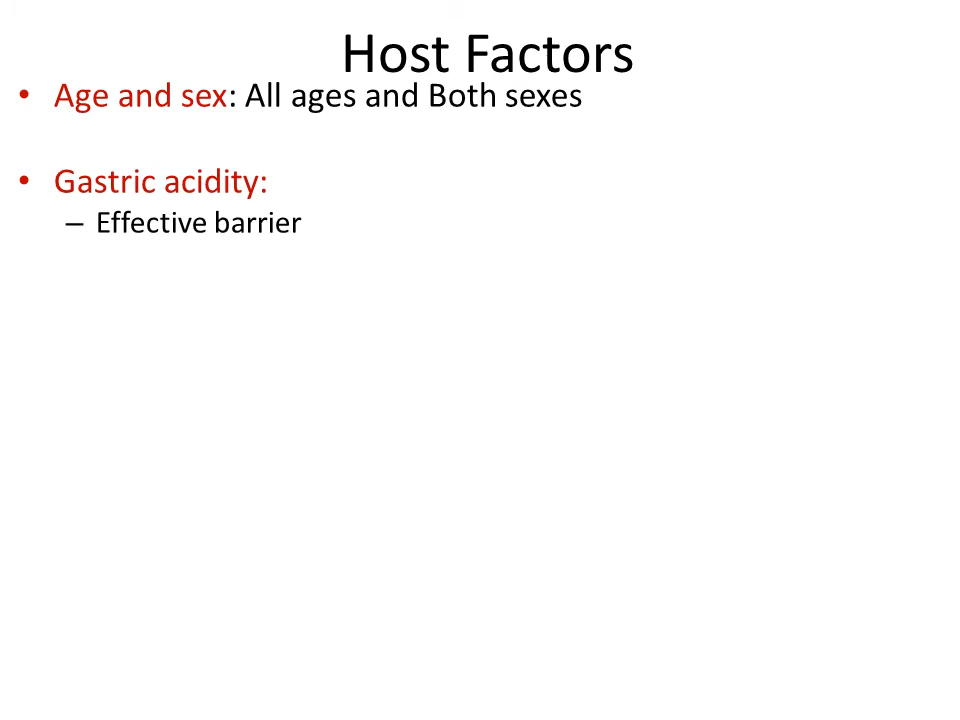 Host Factors
• Age and sex: All ages and Both sexes
• Gastric acidity:
– Effective barrier